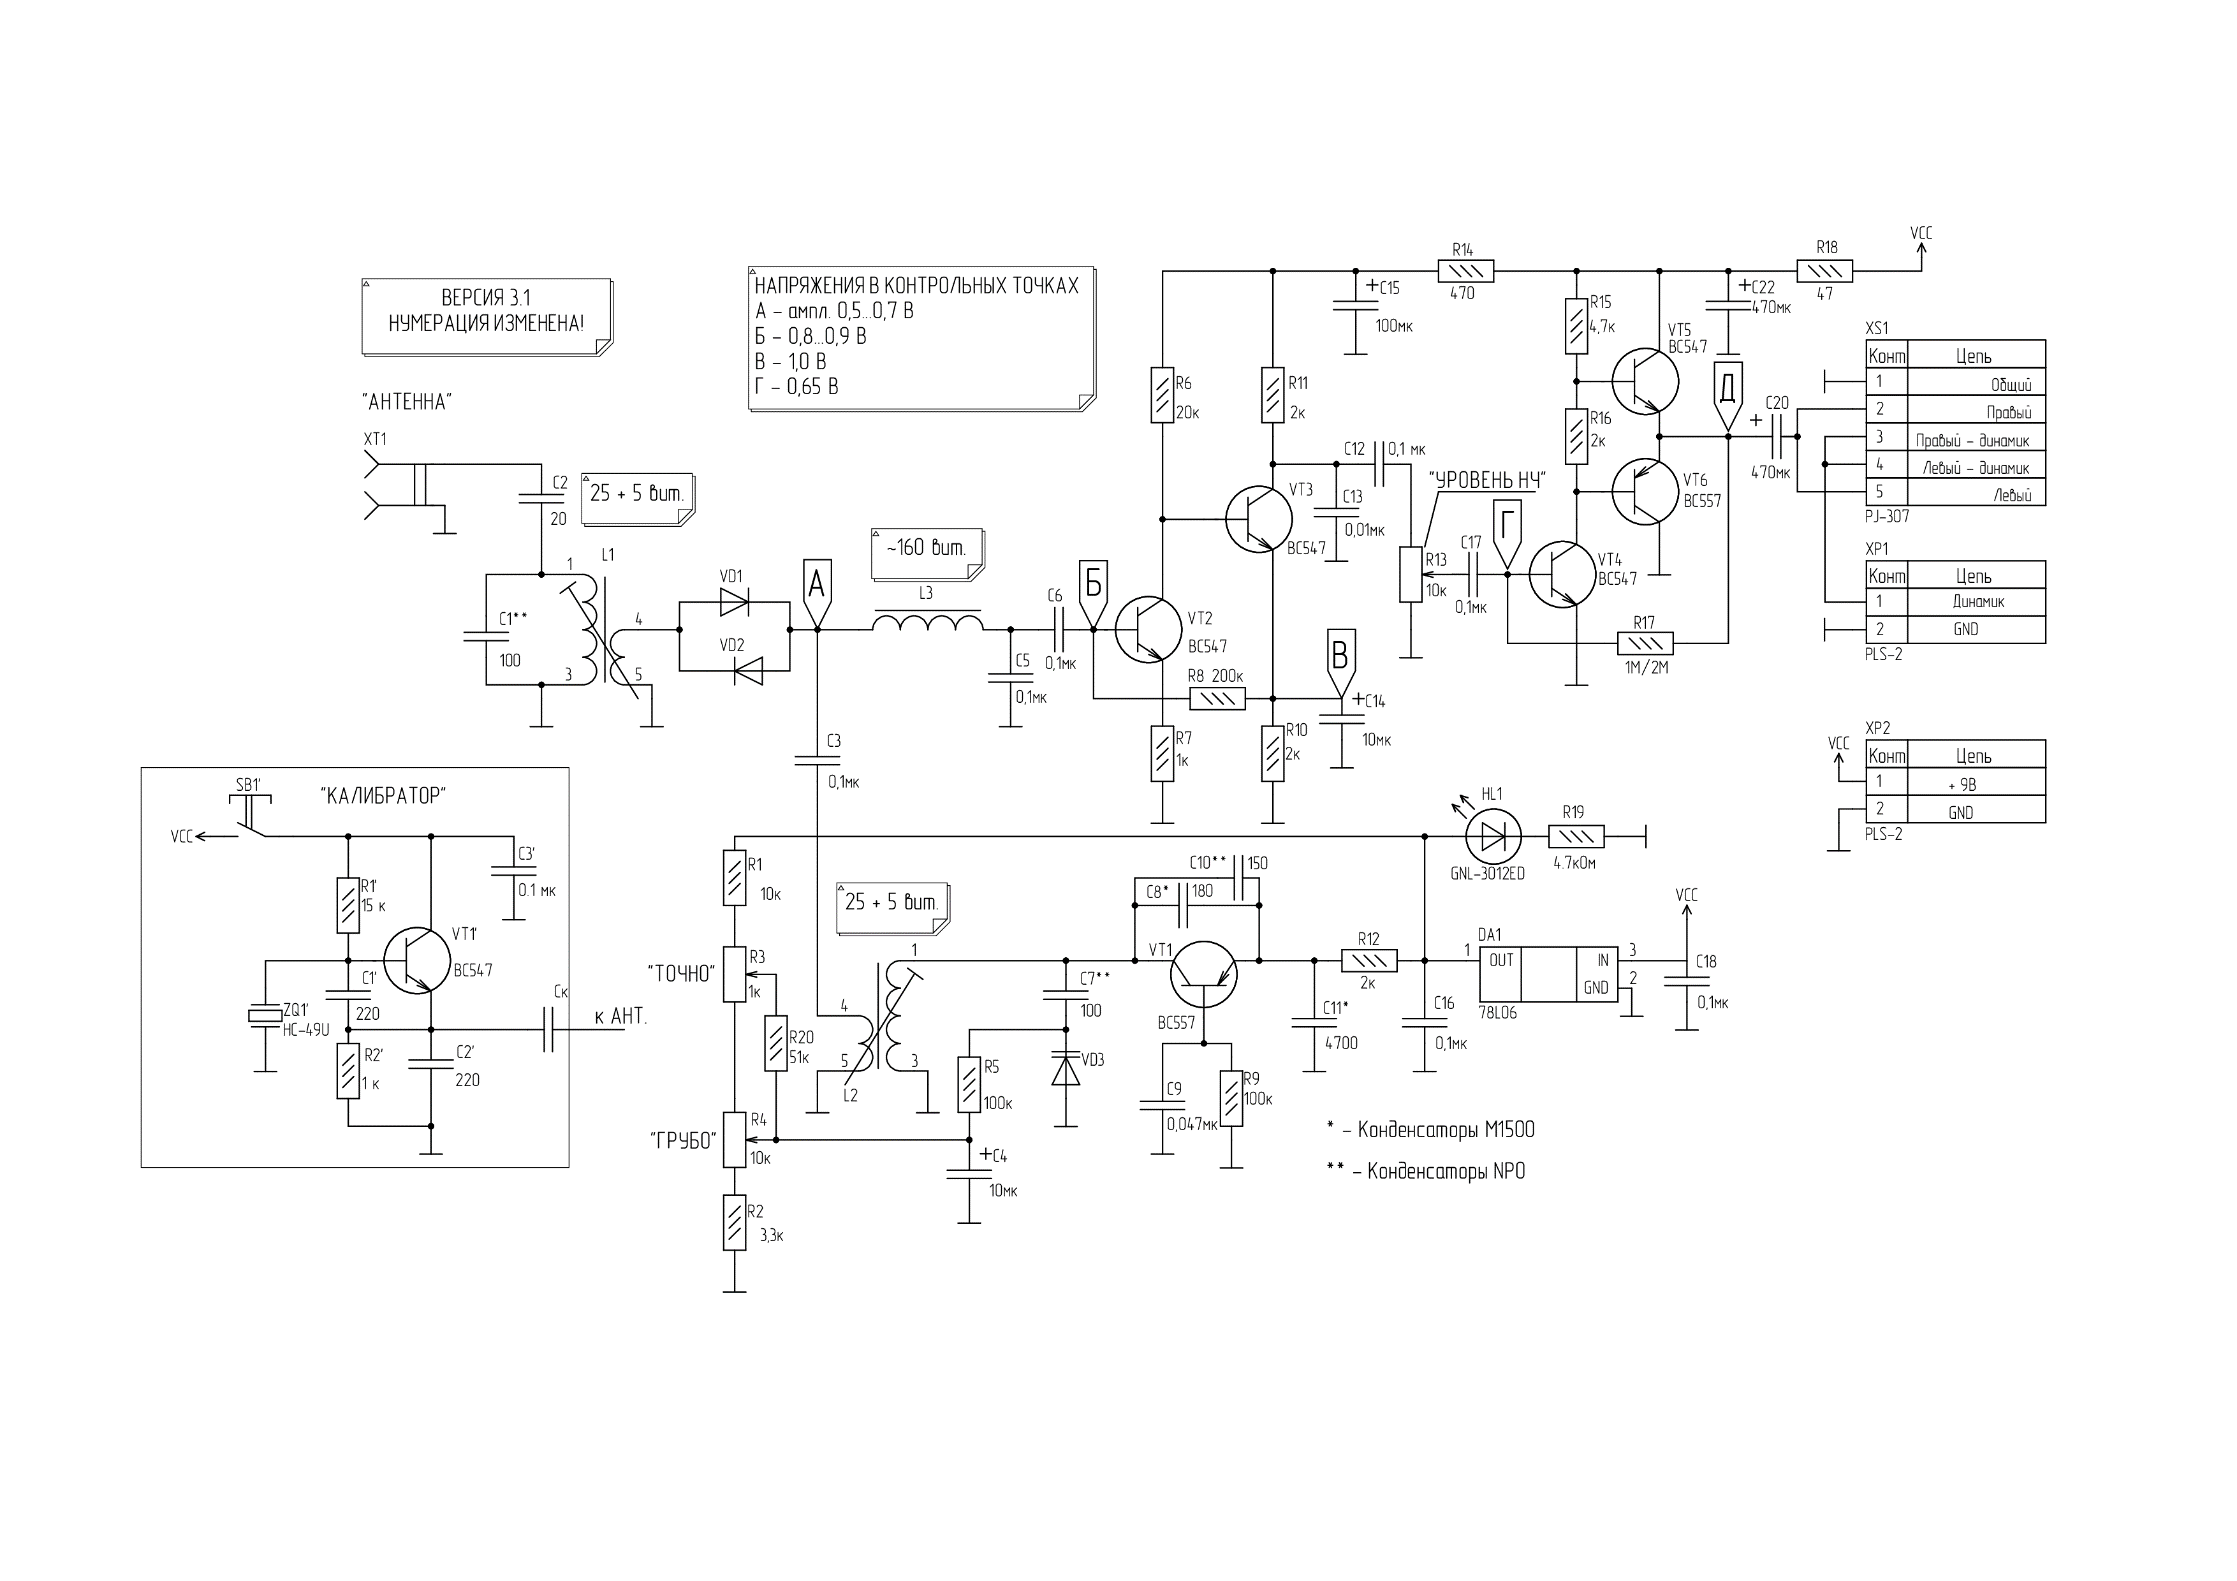 ВЕРСИЯ 3.1
НУМЕРАЦИЯ ИЗМЕНЕНА!
НАПРЯЖЕНИЯ В КОНТРОЛЬНЫХ ТОЧКАХ
А – ампл. 0,5...0,7 В
Б – 0,8...0,9 В
В – 1,0 В
Г – 0,65 В
"АНТЕННА"
XT1
C2
20
25 + 5 вит.
L1
1
3
4
5
C1**
100
VD1
VD2
А
~160 вит.
L3
C5
0,1мк
C6
0,1мк
Б
VT2
BC547
R6
20к
R7
1к
R8 200к
R11
2к
VT3
BC547
R10
2к
В
+C14
10мк
C12
0,1 мк
C13
0,01мк
+C15
100мк
R14
470
"УРОВЕНЬ НЧ"
R13
10к
C17
0,1мк
Г
R15
4,7к
R16
2к
VT4
BC547
VT5
BC547
VT6
BC557
R17
1М/2М
+C22
470мк
Д
+
C20
470мк
R18
47
VCC
XS1
Конт Цепь
1 Общий
2 Правый
3 Правый – динамик
4 Левый – динамик
5 Левый
PJ-307
XP1
Конт Цепь
1 Динамик
2 GND
PLS-2
XP2
VCC
Конт Цепь
1 + 9В
2 GND
PLS-2
"КАЛИБРАТОР"
SB1'
VCC
C3'
0.1 мк
R1'
15 к
VT1'
BC547
C1'
220
ZQ1'
HC-49U
R2'
1 к
C2'
220
Ск
к АНТ.
C3
0,1мк
R1
10к
"ТОЧНО"
R3
1к
R20
51к
"ГРУБО"
R4
10к
R2
3,3к
25 + 5 вит.
1
4
5
3
L2
C7**
100
R5
100к
VD3
+C4
10мк
C10**
150
C8*
180
VT1
BC557
C9
0,047мк
R9
100к
R12
2к
C11*
4700
C16
0,1мк
HL1
GNL-3012ED
R19
4.7кОм
DA1
1
OUT
IN
GND
3
2
78L06
VCC
C18
0,1мк
* – Конденсаторы М1500
** – Конденсаторы NPO